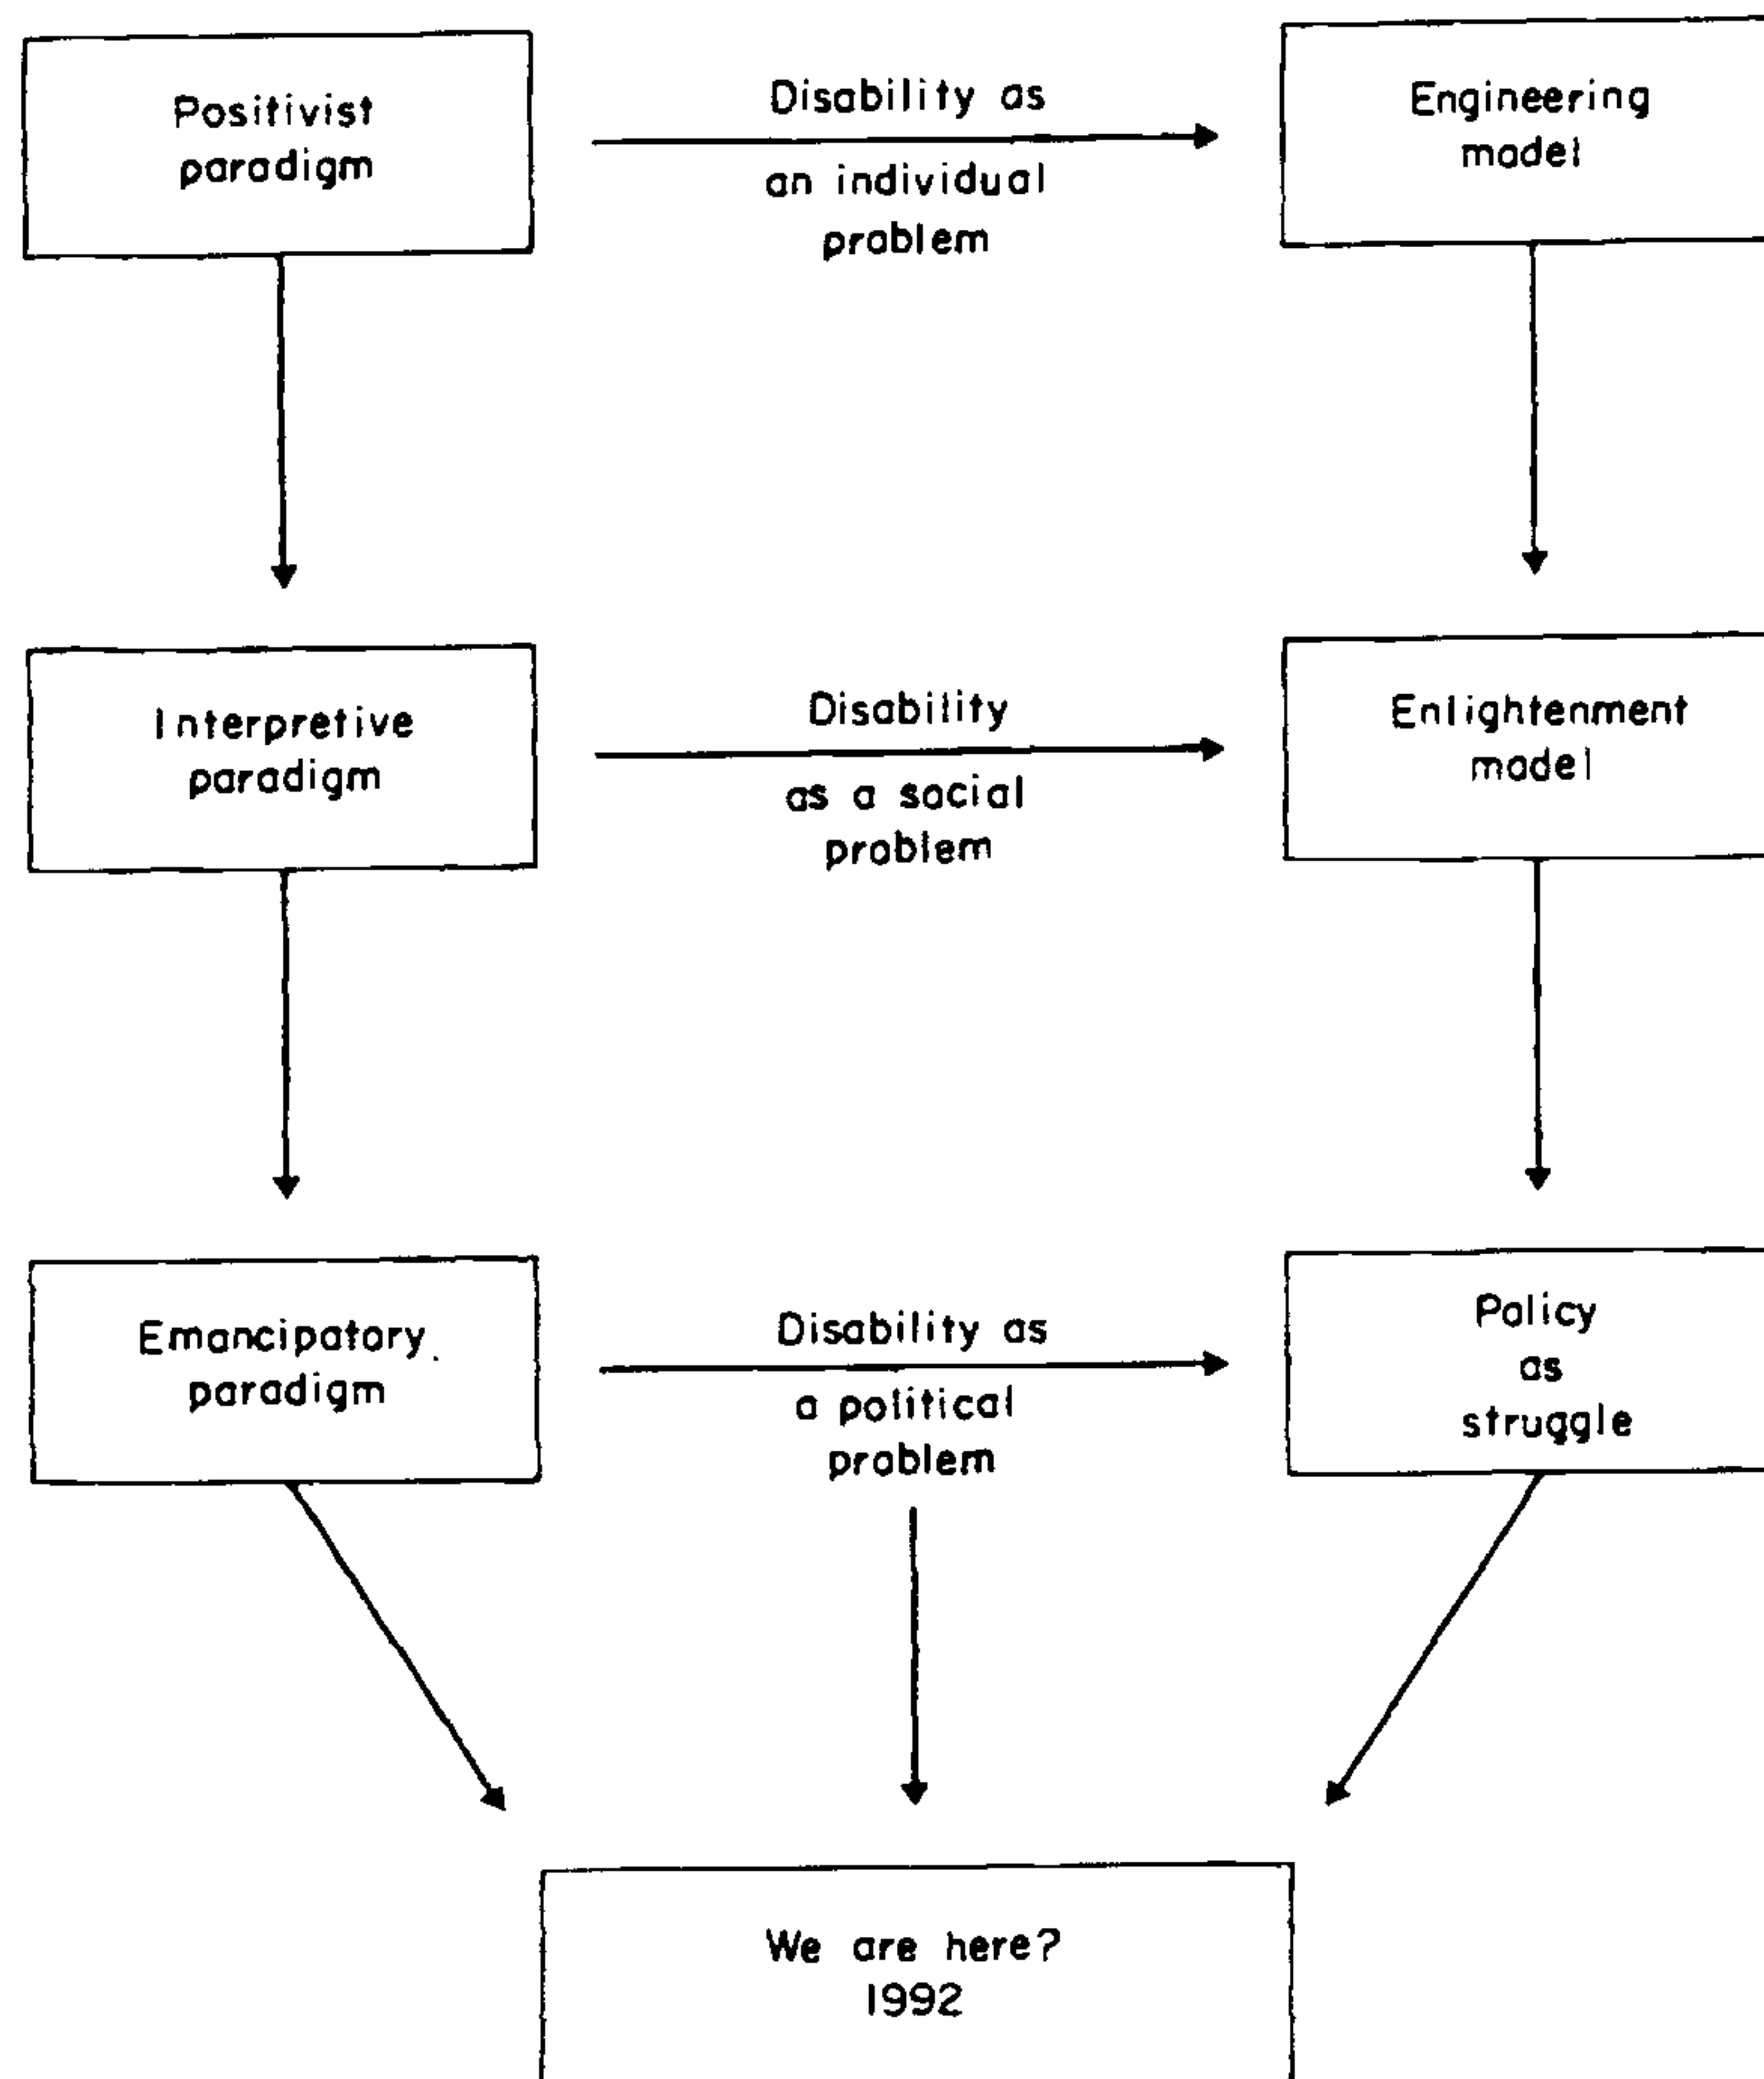 Positivist
paradigm
Disability as
an individual
problem
Engineering
model
Interpretive
paradigm
Disability
as a social
problem
Enlightenment
model
Emancipatory
paradigm
Disability as
a political
problem
Policy
as
struggle
We are here?
1992